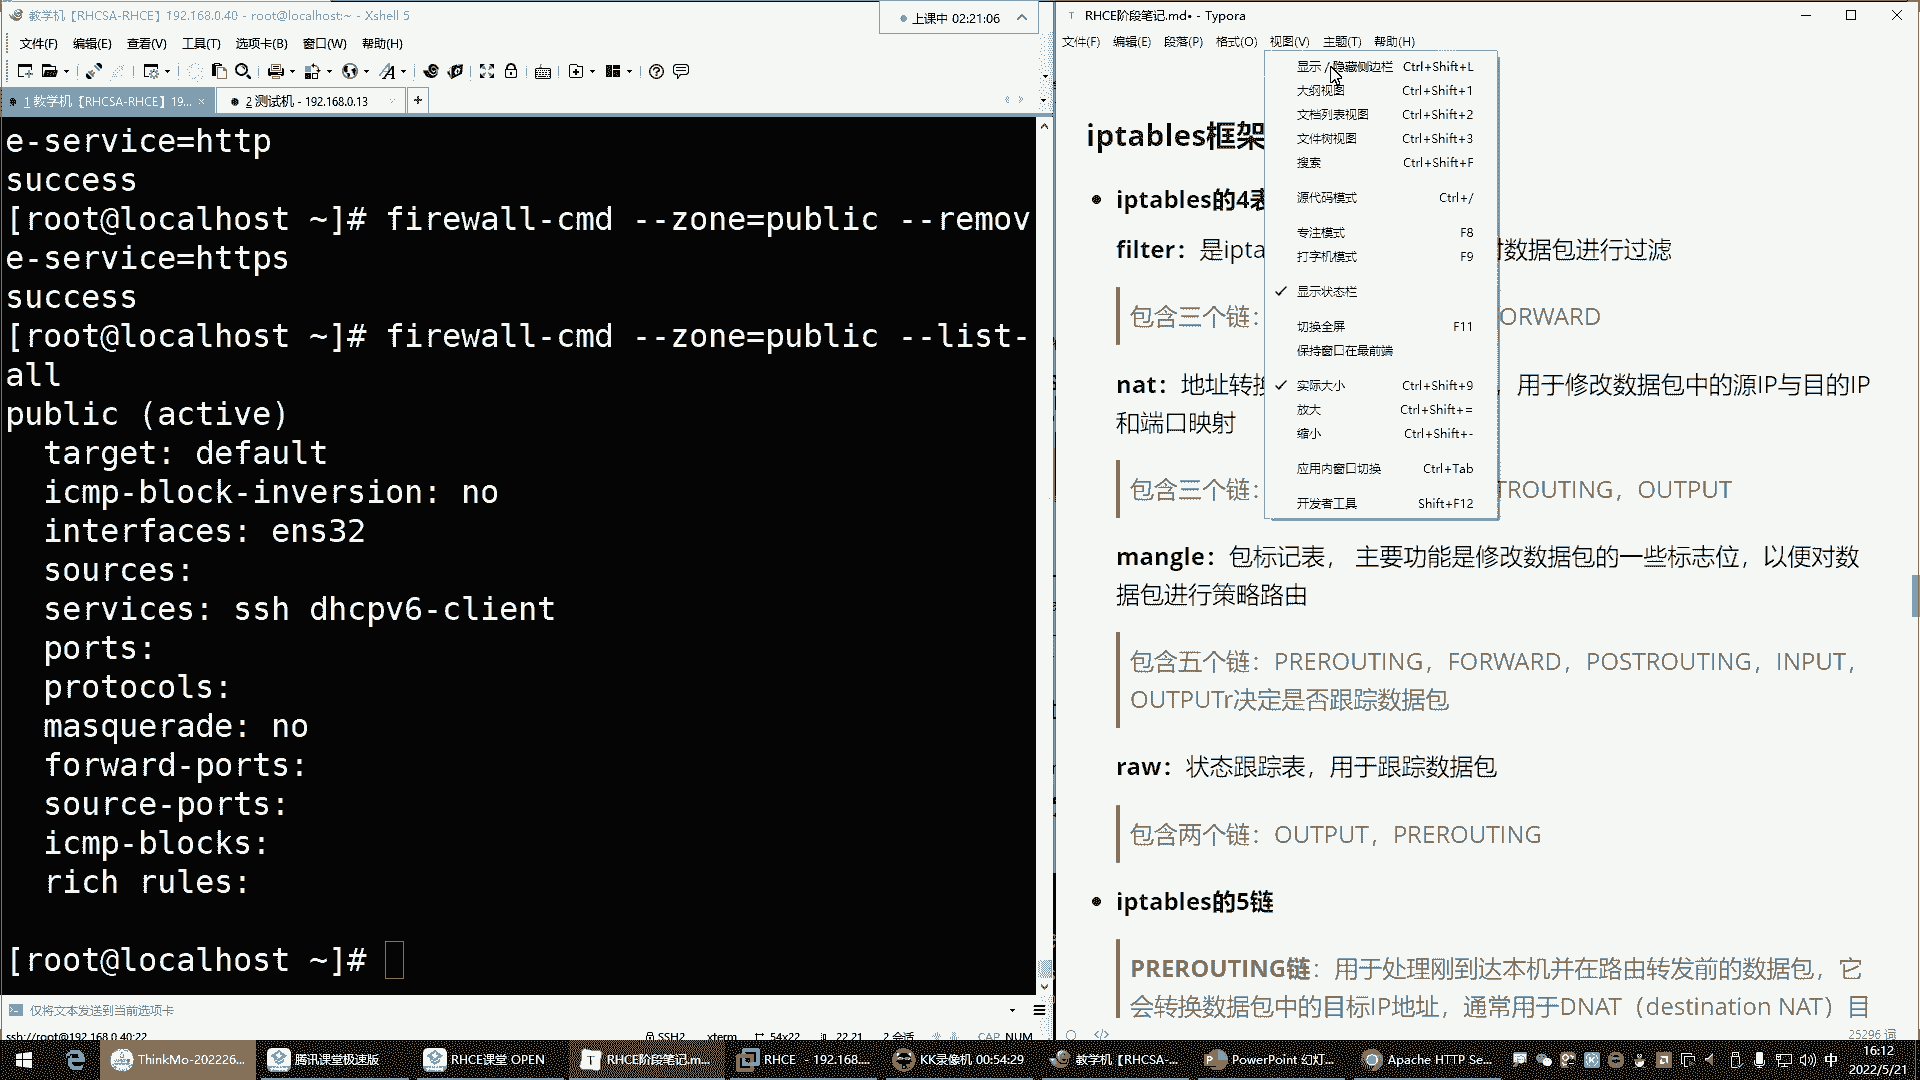 教学机【RHCSA-RHCE】192.168.0.40 - root@localhost:~ - Xshell 5
上课中 02:21:06
文件(F) 编辑(E) 查看(V) 工具(T) 选项卡(B) 窗口(W) 帮助(H)
1 教学机【RHCSA-RHCE】19... × 2 测试机 - 192.168.0.13 +
e-service=http
success
[root@localhost ~]# firewall-cmd --zone=public --remov
e-service=https
success
[root@localhost ~]# firewall-cmd --zone=public --list-
all
public (active)
target: default
icmp-block-inversion: no
interfaces: ens32
sources:
services: ssh dhcpv6-client
ports:
protocols:
masquerade: no
forward-ports:
source-ports:
icmp-blocks:
rich rules:
[root@localhost ~]#
仅将文本发送到当前选项卡
ssh://root@192.168.0.40:22 SSH2 xterm 54x22 22,21 2 会话 CAP NUM
RHCE阶段笔记.md• - Typora
文件(F) 编辑(E) 段落(P) 格式(O) 视图(V) 主题(T) 帮助(H)
显示 / 隐藏侧边栏 Ctrl+Shift+L
大纲视图 Ctrl+Shift+1
文档列表视图 Ctrl+Shift+2
文件树视图 Ctrl+Shift+3
搜索 Ctrl+Shift+F
源代码模式 Ctrl+/
专注模式 F8
打字机模式 F9
显示状态栏
切换全屏 F11
保持窗口在最前端
实际大小 Ctrl+Shift+9
放大 Ctrl+Shift+=
缩小 Ctrl+Shift+-
应用内窗口切换 Ctrl+Tab
开发者工具 Shift+F12
iptables框架
iptables的4表
filter：是ipta 数据包进行过滤
包含三个链： ORWARD
nat：地址转换 ，用于修改数据包中的源IP与目的IP
和端口映射
包含三个链： TROUTING，OUTPUT
mangle：包标记表， 主要功能是修改数据包的一些标志位，以便对数
据包进行策略路由
包含五个链：PREROUTING，FORWARD，POSTROUTING，INPUT，
OUTPUTr决定是否跟踪数据包
raw：状态跟踪表，用于跟踪数据包
包含两个链：OUTPUT，PREROUTING
iptables的5链
PREROUTING链：用于处理刚到达本机并在路由转发前的数据包，它
会转换数据包中的目标IP地址，通常用于DNAT（destination NAT）目
25296 词
ThinkMo-202226... 腾讯课堂极速版 RHCE课堂 OPEN RHCE阶段笔记.m... RHCE - 192.168.... KK录像机 00:54:29 教学机【RHCSA-... PowerPoint 幻灯... Apache HTTP Se... 中 16:12
2022/5/21